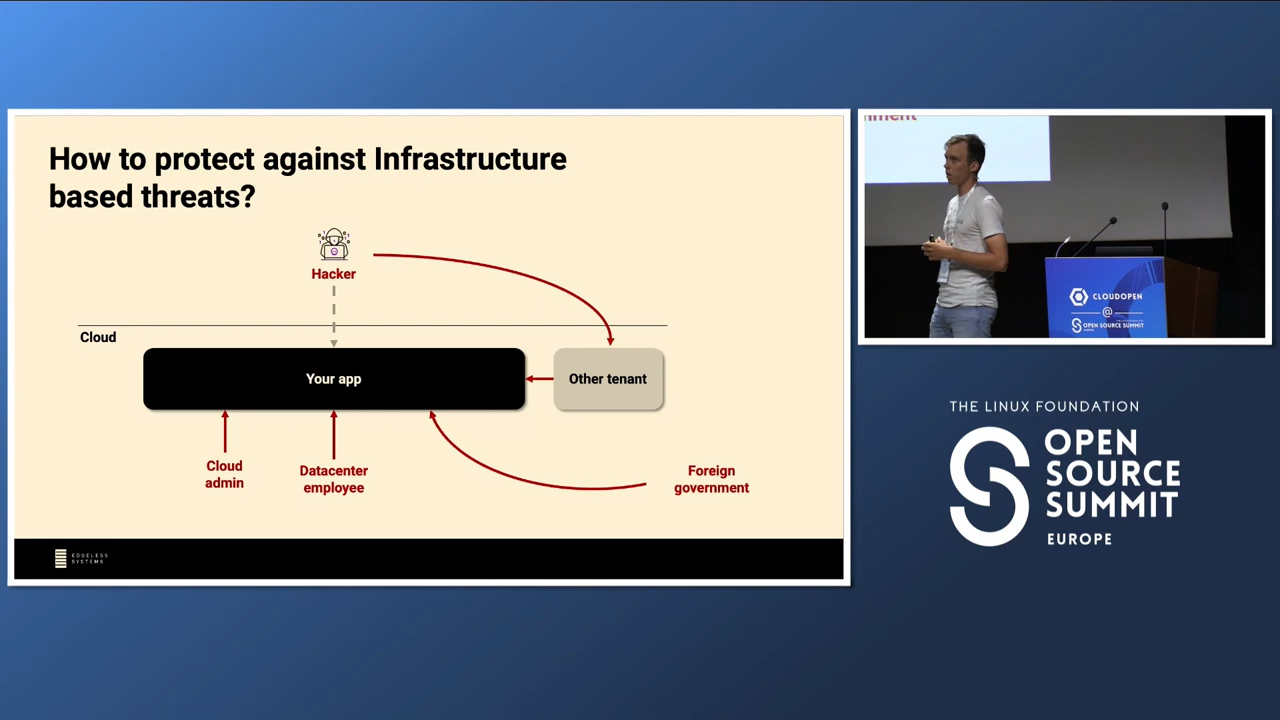 How to protect against Infrastructure
based threats?
Hacker
Cloud
Your app
Other tenant
Cloud
admin
Datacenter
employee
Foreign
government
EDGELESS
SYSTEMS
CLOUDOPEN
@
OPEN SOURCE SUMMIT
THE LINUX FOUNDATION
OPEN
SOURCE
SUMMIT
EUROPE